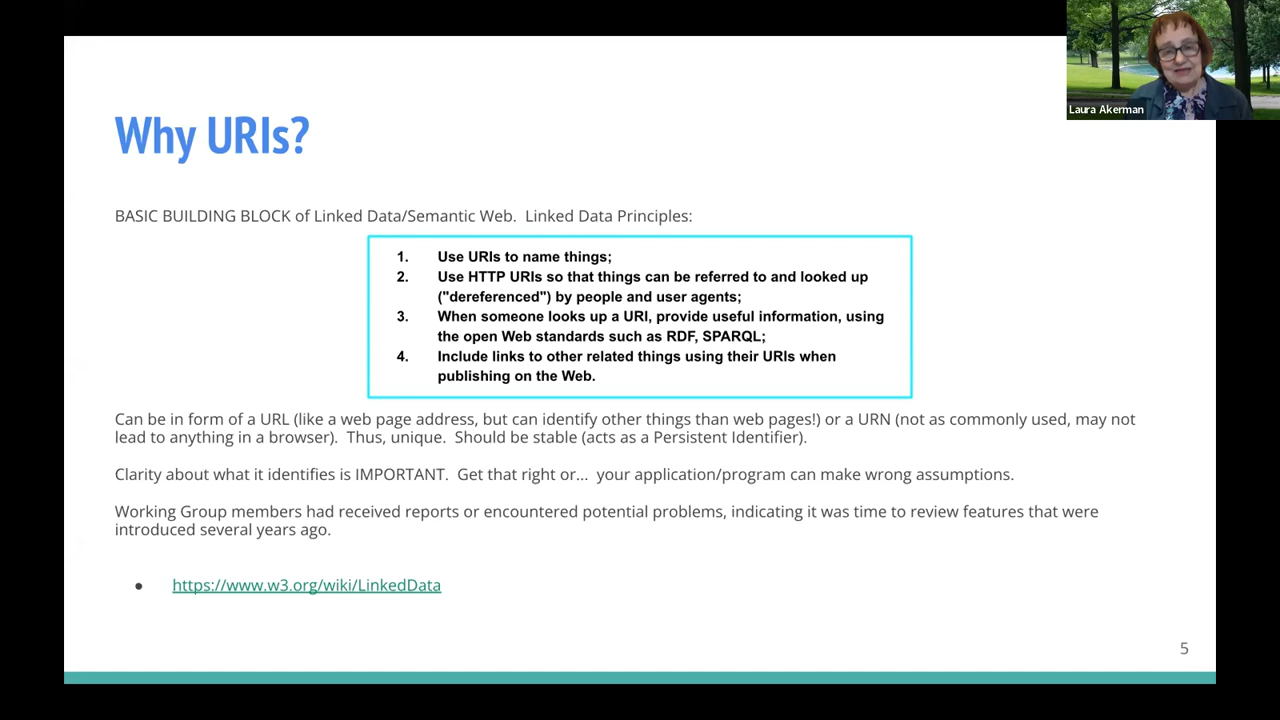 Laura Akerman
Why URIs?
BASIC BUILDING BLOCK of Linked Data/Semantic Web.  Linked Data Principles:
1. Use URIs to name things;
2. Use HTTP URIs so that things can be referred to and looked up
("dereferenced") by people and user agents;
3. When someone looks up a URI, provide useful information, using
the open Web standards such as RDF, SPARQL;
4. Include links to other related things using their URIs when
publishing on the Web.
Can be in form of a URL (like a web page address, but can identify other things than web pages!) or a URN (not as commonly used, may not
lead to anything in a browser).  Thus, unique.  Should be stable (acts as a Persistent Identifier).
Clarity about what it identifies is IMPORTANT.  Get that right or...  your application/program can make wrong assumptions.
Working Group members had received reports or encountered potential problems, indicating it was time to review features that were
introduced several years ago.
● https://www.w3.org/wiki/LinkedData
5